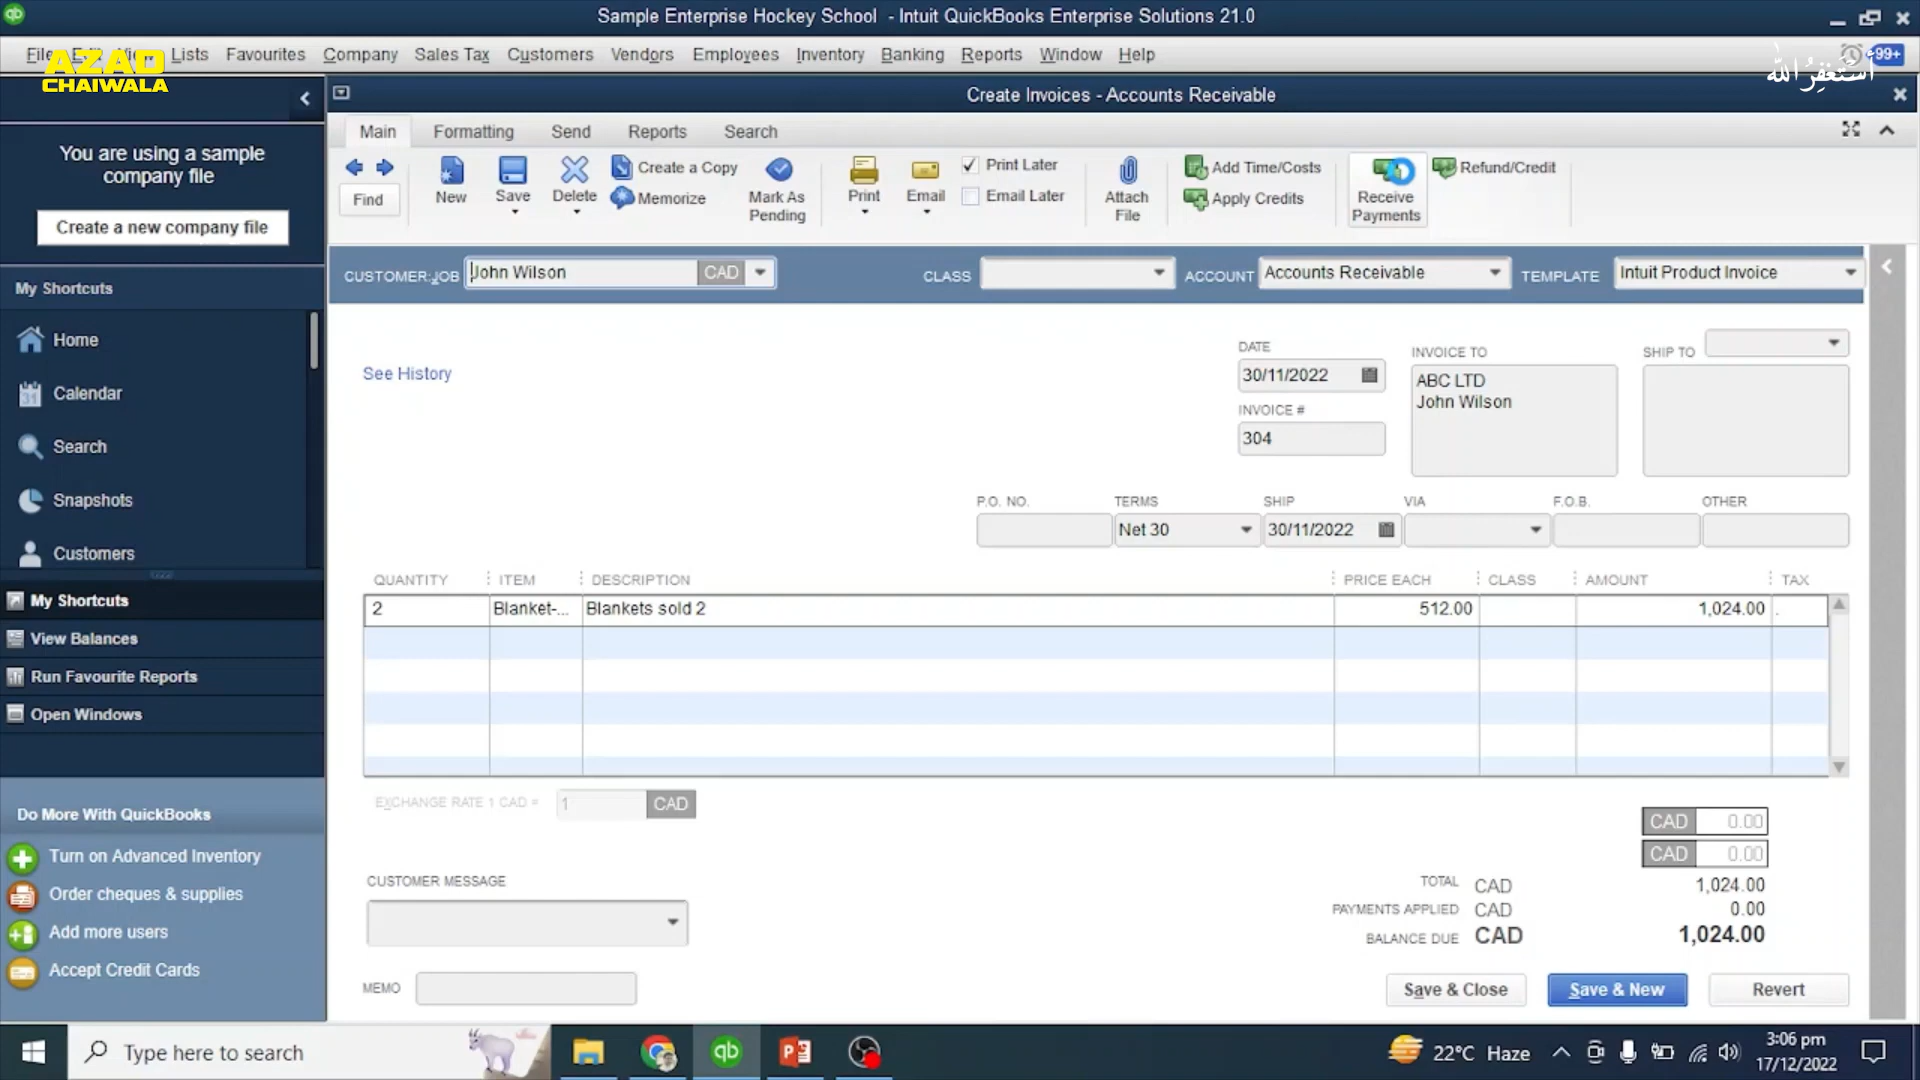 Sample Enterprise Hockey School - Intuit QuickBooks Enterprise Solutions 21.0
File Edit View Lists Favourites Company Sales Tax Customers Vendors Employees Inventory Banking Reports Window Help
99+
AZAD
CHAIWALA
أستغفر الله
Create Invoices - Accounts Receivable
You are using a sample
company file
Create a new company file
My Shortcuts
Home
31
Calendar
Search
Snapshots
Customers
My Shortcuts
View Balances
Run Favourite Reports
Open Windows
Do More With QuickBooks
Turn on Advanced Inventory
Order cheques & supplies
Add more users
Accept Credit Cards
Main Formatting Send Reports Search
Find
New
Save
Delete
Create a Copy
Memorize
Mark As
Pending
Print
Email
Print Later
Email Later
Attach
File
Add Time/Costs
Apply Credits
Receive
Payments
Refund/Credit
CUSTOMER:JOB John Wilson CAD CLASS ACCOUNT Accounts Receivable TEMPLATE Intuit Product Invoice
See History
DATE
30/11/2022
INVOICE #
304
INVOICE TO
ABC LTD
John Wilson
SHIP TO
P.O. NO. TERMS SHIP VIA F.O.B. OTHER
Net 30 30/11/2022
QUANTITY ITEM DESCRIPTION PRICE EACH CLASS AMOUNT TAX
2 Blanket-... Blankets sold 2 512.00 1,024.00 .
EXCHANGE RATE 1 CAD = 1 CAD
CAD 0.00
CAD 0.00
TOTAL CAD 1,024.00
PAYMENTS APPLIED CAD 0.00
BALANCE DUE CAD 1,024.00
CUSTOMER MESSAGE
MEMO
Save & Close Save & New Revert
Type here to search
qb
22°C Haze
3:06 pm
17/12/2022